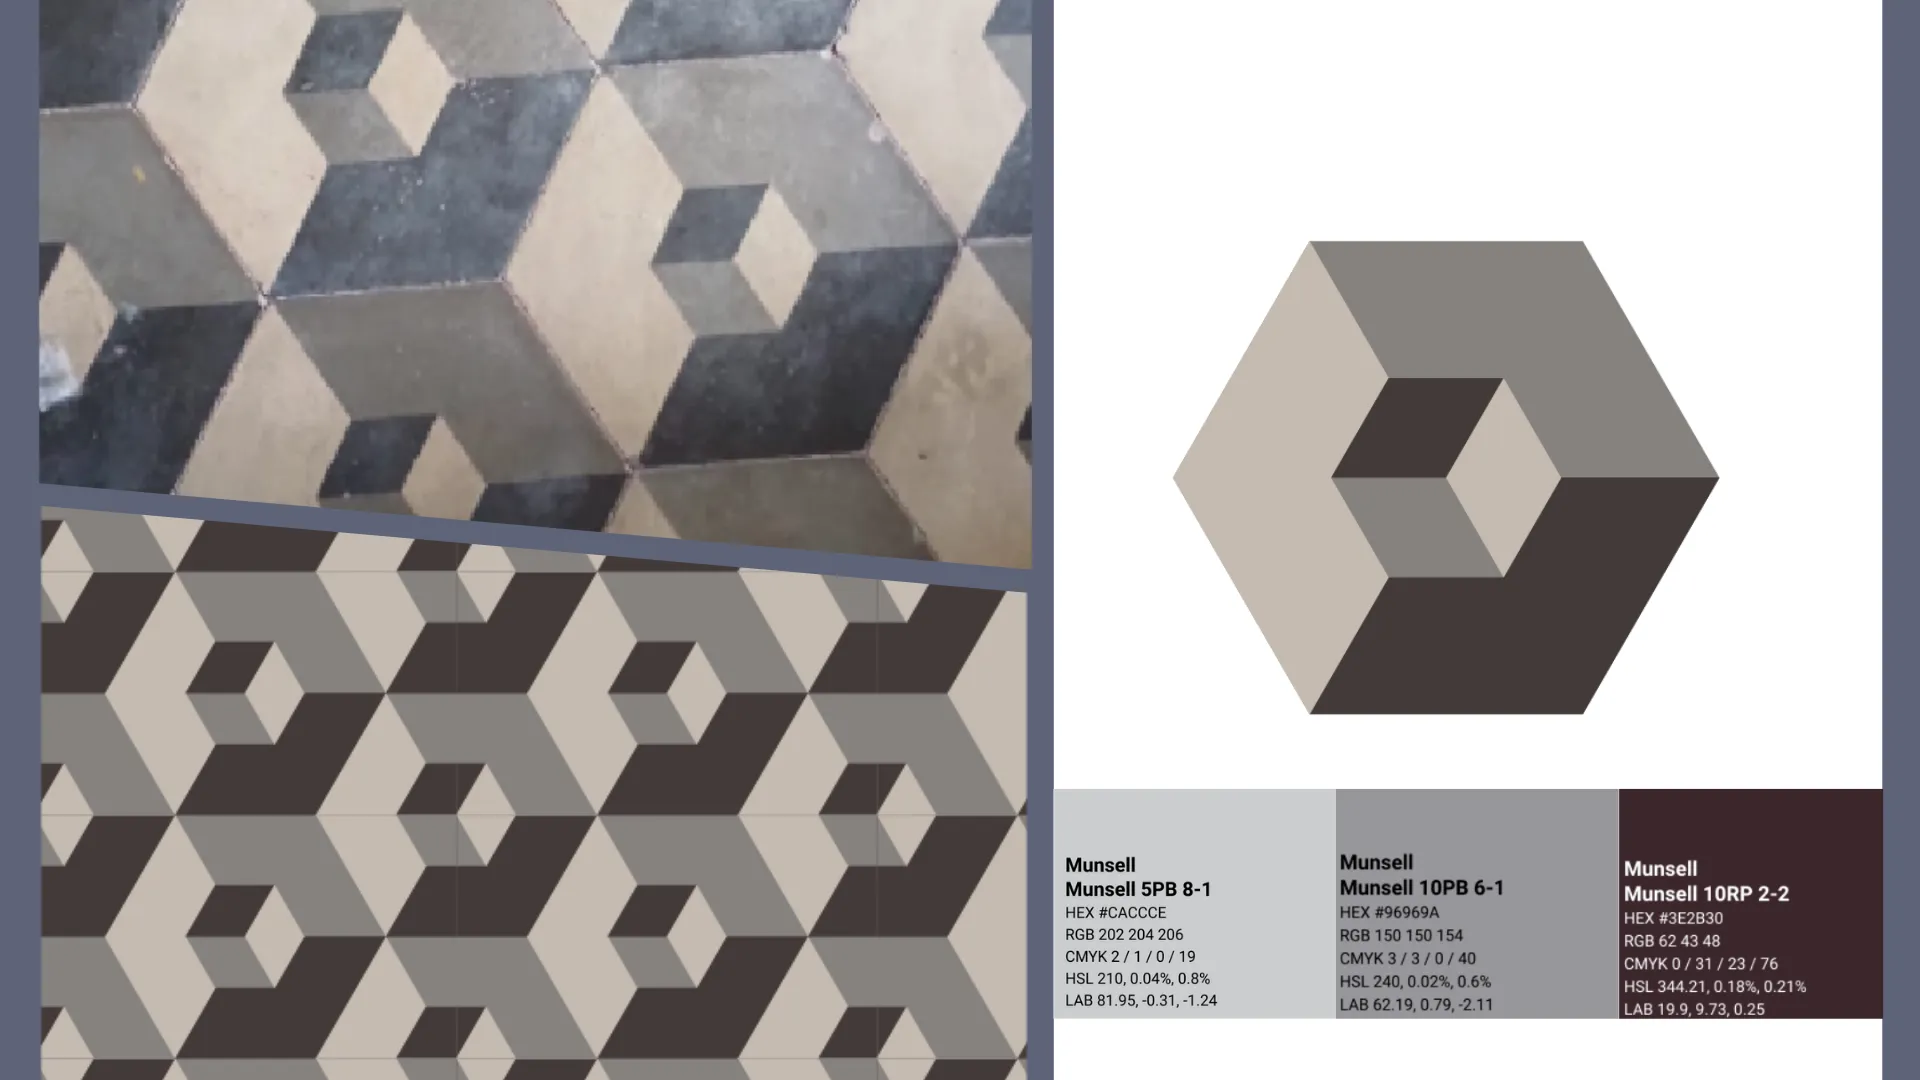 Munsell
Munsell 5PB 8-1
HEX #CACCCE
RGB 202 204 206
CMYK 2 / 1 / 0 / 19
HSL 210, 0.04%, 0.8%
LAB 81.95, -0.31, -1.24
Munsell
Munsell 10PB 6-1
HEX #96969A
RGB 150 150 154
CMYK 3 / 3 / 0 / 40
HSL 240, 0.02%, 0.6%
LAB 62.19, 0.79, -2.11
Munsell
Munsell 10RP 2-2
HEX #3E2B30
RGB 62 43 48
CMYK 0 / 31 / 23 / 76
HSL 344.21, 0.18%, 0.21%
LAB 19.9, 9.73, 0.25